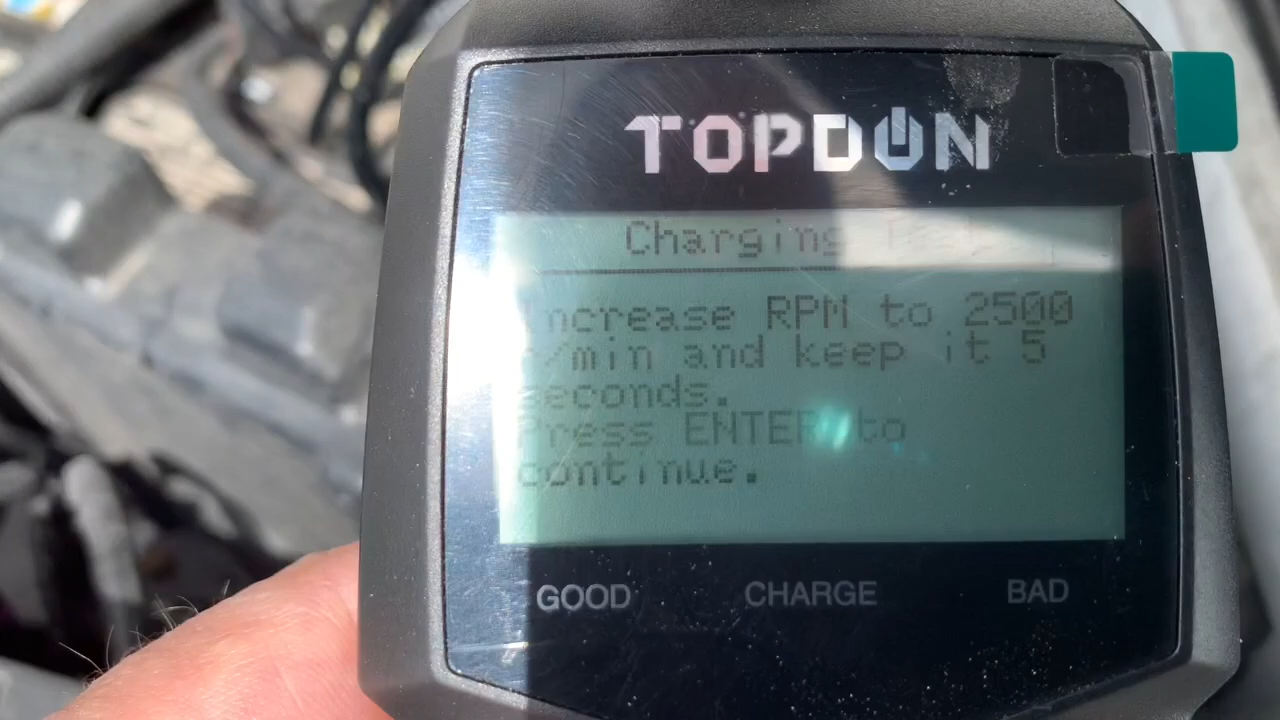 TOPDON
Charging
Increase RPM to 2500
r/min and keep it 5
seconds.
Press ENTER to
continue.
GOOD CHARGE BAD